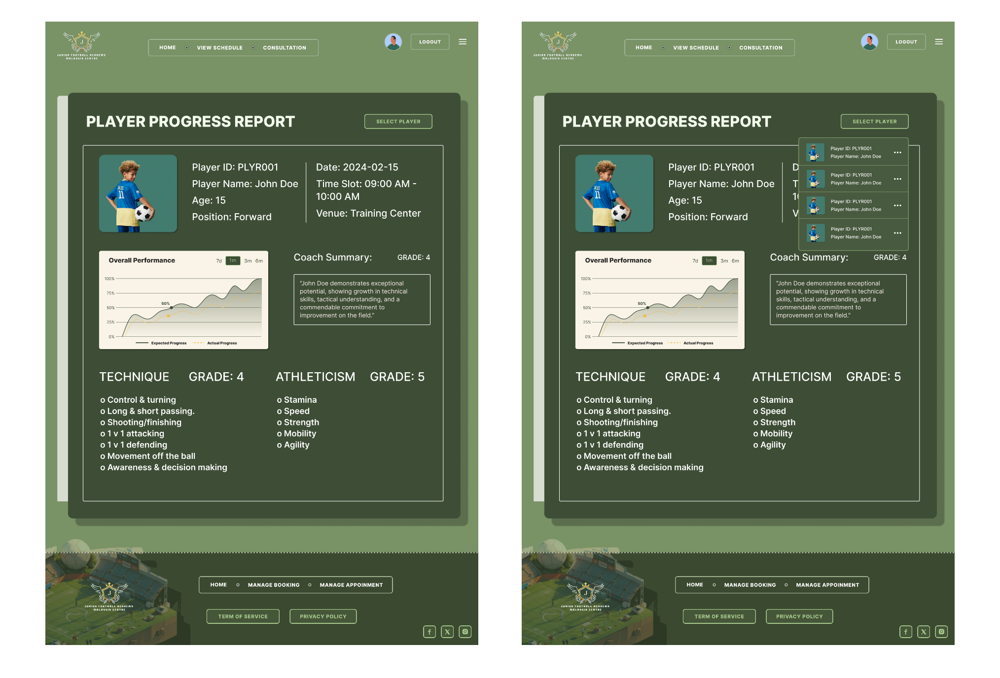 JUNIOR FOOTBALL ACADEMY
MALASSIA CENTRE
HOME
VIEW SCHEDULE
CONSULTATION
LOGOUT
PLAYER PROGRESS REPORT
SELECT PLAYER
ALEX
11
Player ID: PLYR001
Player Name: John Doe
Age: 15
Position: Forward
Date: 2024-02-15
Time Slot: 09:00 AM -
10:00 AM
Venue: Training Center
Overall Performance
7d
1m
3m
6m
100%
75%
50%
50%
25%
0%
Expected Progress
Actual Progress
Coach Summary:
GRADE: 4
"John Doe demonstrates exceptional
potential, showing growth in technical
skills, tactical understanding, and a
commendable commitment to
improvement on the field."
TECHNIQUE
GRADE: 4
o Control & turning
o Long & short passing.
o Shooting/finishing
o 1 v 1 attacking
o 1 v 1 defending
o Movement off the ball
o Awareness & decision making
ATHLETICISM
GRADE: 5
o Stamina
o Speed
o Strength
o Mobility
o Agility
J
JUNIOR FOOTBALL ACADEMY
MALASSIA CENTRE
HOME
MANAGE BOOKING
MANAGE APPOINMENT
TERM OF SERVICE
PRIVACY POLICY
JUNIOR FOOTBALL ACADEMY
MALASSIA CENTRE
HOME
VIEW SCHEDULE
CONSULTATION
LOGOUT
PLAYER PROGRESS REPORT
SELECT PLAYER
Player ID: PLYR001
Player Name: John Doe
Player ID: PLYR001
Player Name: John Doe
Player ID: PLYR001
Player Name: John Doe
Player ID: PLYR001
Player Name: John Doe
ALEX
11
Player ID: PLYR001
Player Name: John Doe
Age: 15
Position: Forward
D
T
1
V
Overall Performance
7d
1m
3m
6m
100%
75%
50%
50%
25%
0%
Expected Progress
Actual Progress
Coach Summary:
GRADE: 4
"John Doe demonstrates exceptional
potential, showing growth in technical
skills, tactical understanding, and a
commendable commitment to
improvement on the field."
TECHNIQUE
GRADE: 4
o Control & turning
o Long & short passing.
o Shooting/finishing
o 1 v 1 attacking
o 1 v 1 defending
o Movement off the ball
o Awareness & decision making
ATHLETICISM
GRADE: 5
o Stamina
o Speed
o Strength
o Mobility
o Agility
J
JUNIOR FOOTBALL ACADEMY
MALASSIA CENTRE
HOME
MANAGE BOOKING
MANAGE APPOINMENT
TERM OF SERVICE
PRIVACY POLICY